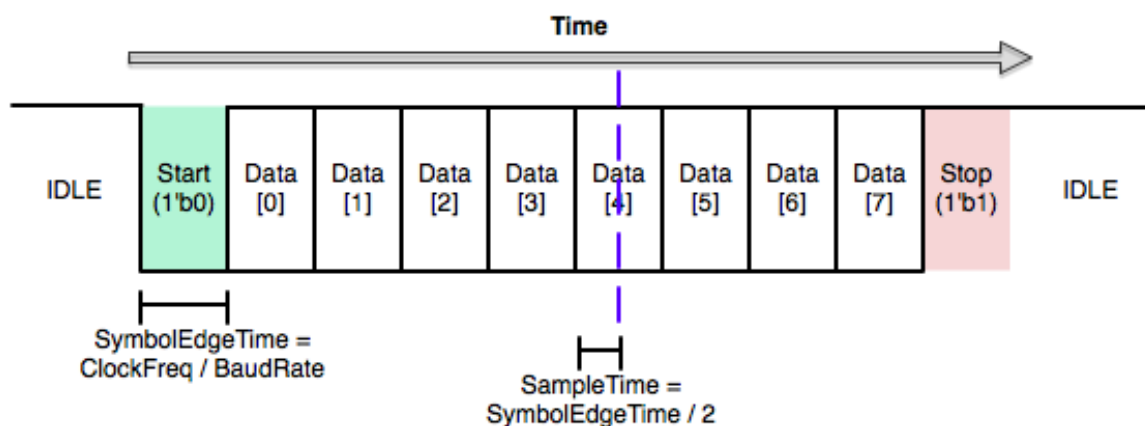 Time
IDLE
Start
(1'b0)
Data
[0]
Data
[1]
Data
[2]
Data
[3]
Data
[4]
Data
[5]
Data
[6]
Data
[7]
Stop
(1'b1)
IDLE
SymbolEdgeTime =
ClockFreq / BaudRate
SampleTime =
SymbolEdgeTime / 2